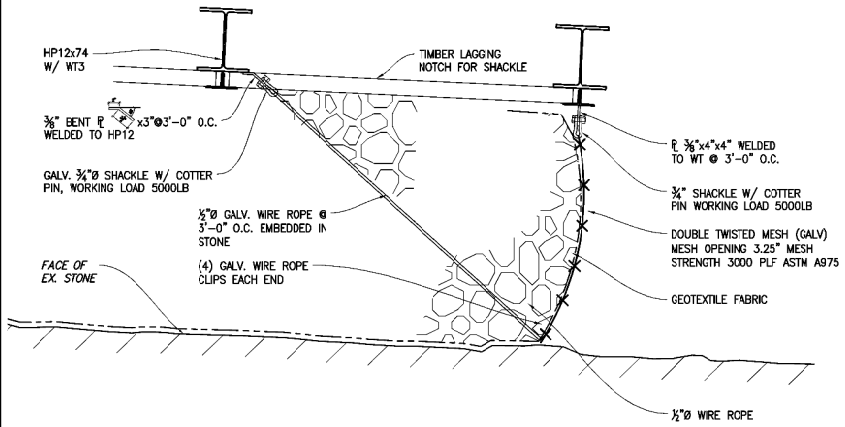 HP12x74
W/ WT3
TIMBER LAGGNG
NOTCH FOR SHACKLE
⅜" BENT ℞ x3"@3'-0" O.C.
WELDED TO HP12
GALV. ¾"Ø SHACKLE W/ COTTER
PIN, WORKING LOAD 5000LB
½"Ø GALV. WIRE ROPE @
3'-0" O.C. EMBEDDED IN
STONE
FACE OF
EX. STONE
(4) GALV. WIRE ROPE
CLIPS EACH END
℞ ⅜"x4"x4" WELDED
TO WT @ 3'-0" O.C.
¾" SHACKLE W/ COTTER
PIN WORKING LOAD 5000LB
DOUBLE TWISTED MESH (GALV)
MESH OPENING 3.25" MESH
STRENGTH 3000 PLF ASTM A975
GEOTEXTILE FABRIC
½"Ø WIRE ROPE